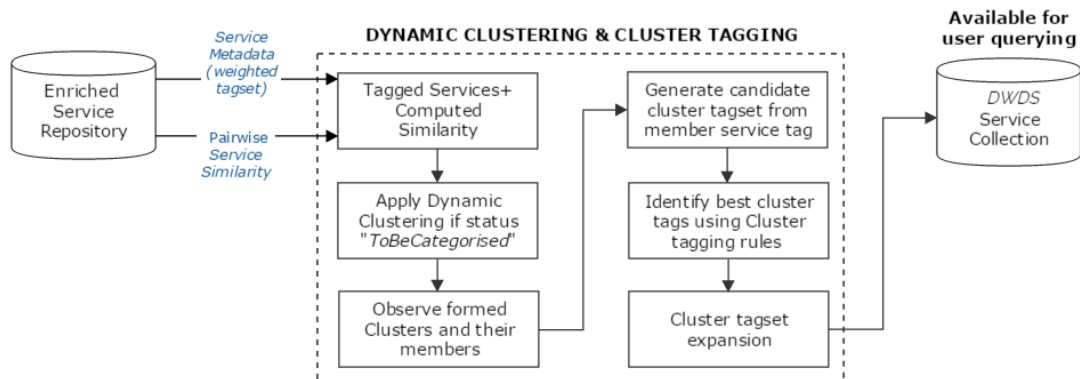 Enriched
Service
Repository
Service
Metadata
(weighted
tagset)
Pairwise
Service
Similarity
DYNAMIC CLUSTERING & CLUSTER TAGGING
Tagged Services+
Computed
Similarity
Apply Dynamic
Clustering if status
"ToBeCategorised"
Observe formed
Clusters and their
members
Generate candidate
cluster tagset from
member service tag
Identify best cluster
tags using Cluster
tagging rules
Cluster tagset
expansion
Available for
user querying
DWDS
Service
Collection